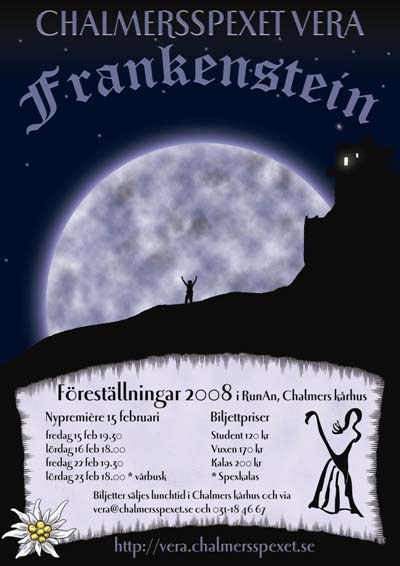 CHALMERSSPEXET VERA
Frankenstein
Föreställningar 2008 i RunAn, Chalmers kårhus
Nypremière 15 februari
fredag 15 feb 19.30
lördag 16 feb 18.00
fredag 22 feb 19.30
lördag 23 feb 18.00 * vårbusk
Biljettpriser
Student 120 kr
Vuxen 170 kr
Kalas 200 kr
* Spexkalas
Biljetter säljes lunchtid i Chalmers kårhus och via
vera@chalmersspexet.se och 031-18 46 67
http://vera.chalmersspexet.se